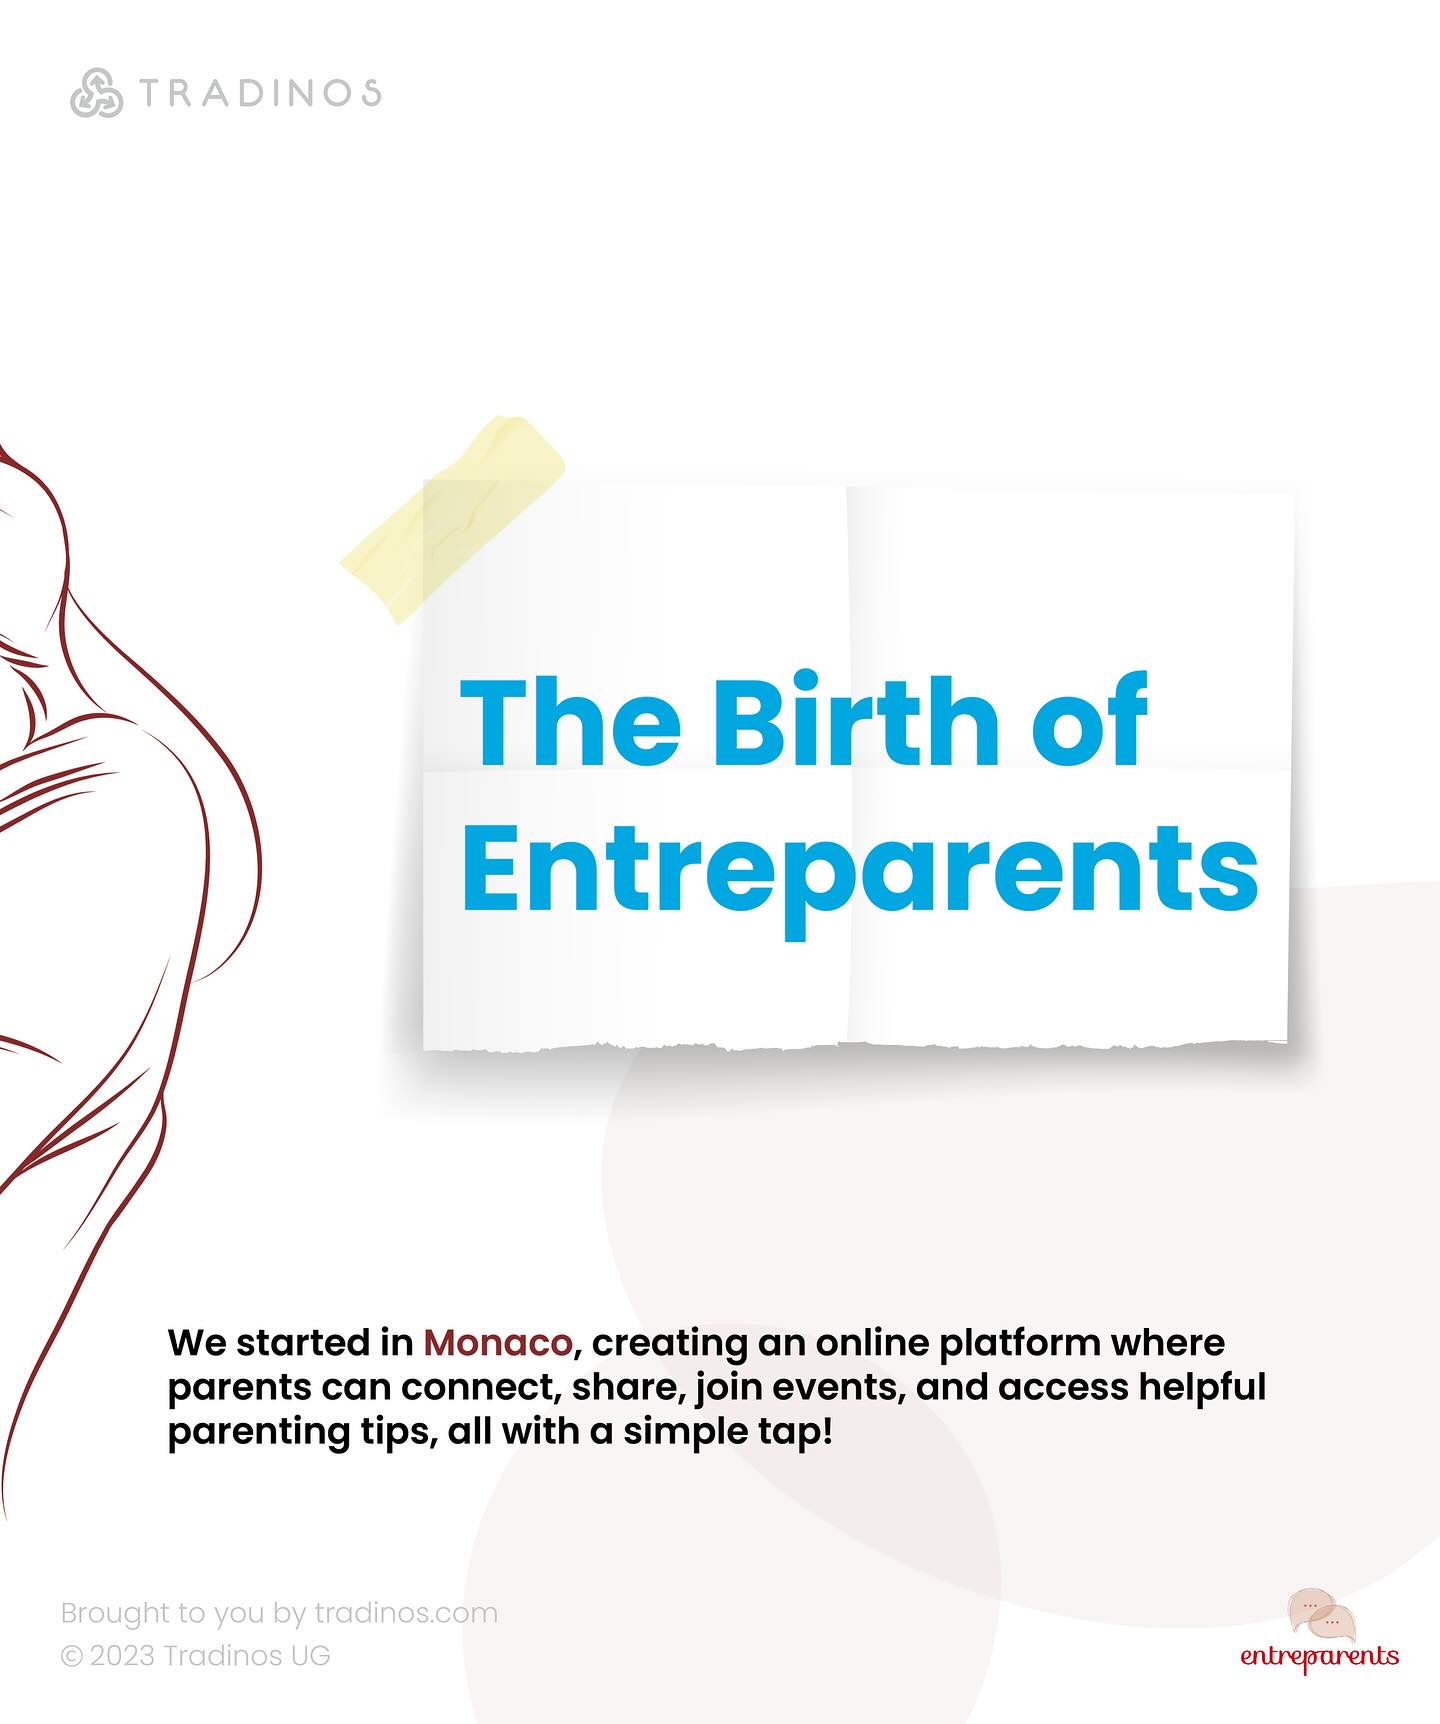 TRADINOS
The Birth of
Entreparents
We started in Monaco, creating an online platform where
parents can connect, share, join events, and access helpful
parenting tips, all with a simple tap!
Brought to you by tradinos.com
© 2023 Tradinos UG
entreparents